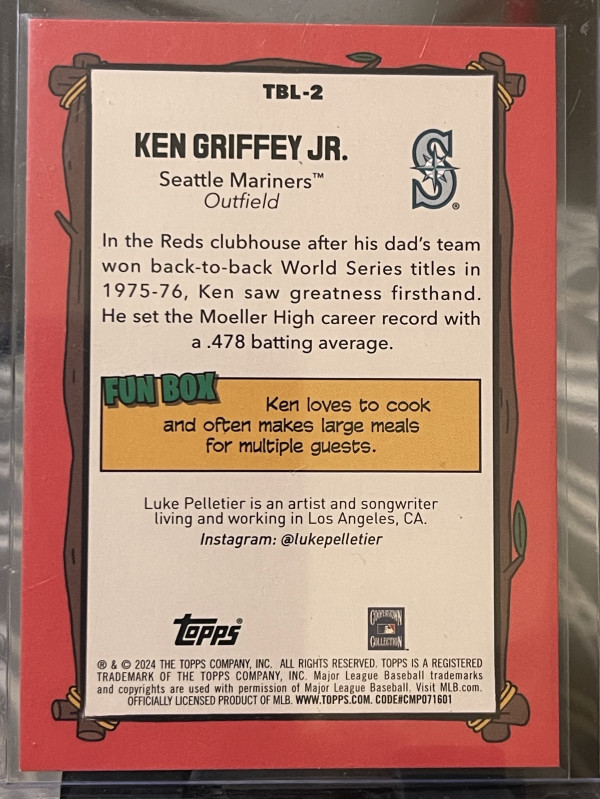 TBL-2
KEN GRIFFEY JR.
Seattle Mariners™
Outfield
S
®
In the Reds clubhouse after his dad's team
won back-to-back World Series titles in
1975-76, Ken saw greatness firsthand.
He set the Moeller High career record with
a .478 batting average.
FUN BOX
Ken loves to cook
and often makes large meals
for multiple guests.
Luke Pelletier is an artist and songwriter
living and working in Los Angeles, CA.
Instagram: @lukepelletier
topps®
COOPERSTOWN
COLLECTION
® & © 2024 THE TOPPS COMPANY, INC. ALL RIGHTS RESERVED. TOPPS IS A REGISTERED
TRADEMARK OF THE TOPPS COMPANY, INC. Major League Baseball trademarks
and copyrights are used with permission of Major League Baseball. Visit MLB.com.
OFFICIALLY LICENSED PRODUCT OF MLB. WWW.TOPPS.COM. CODE#CMP071601